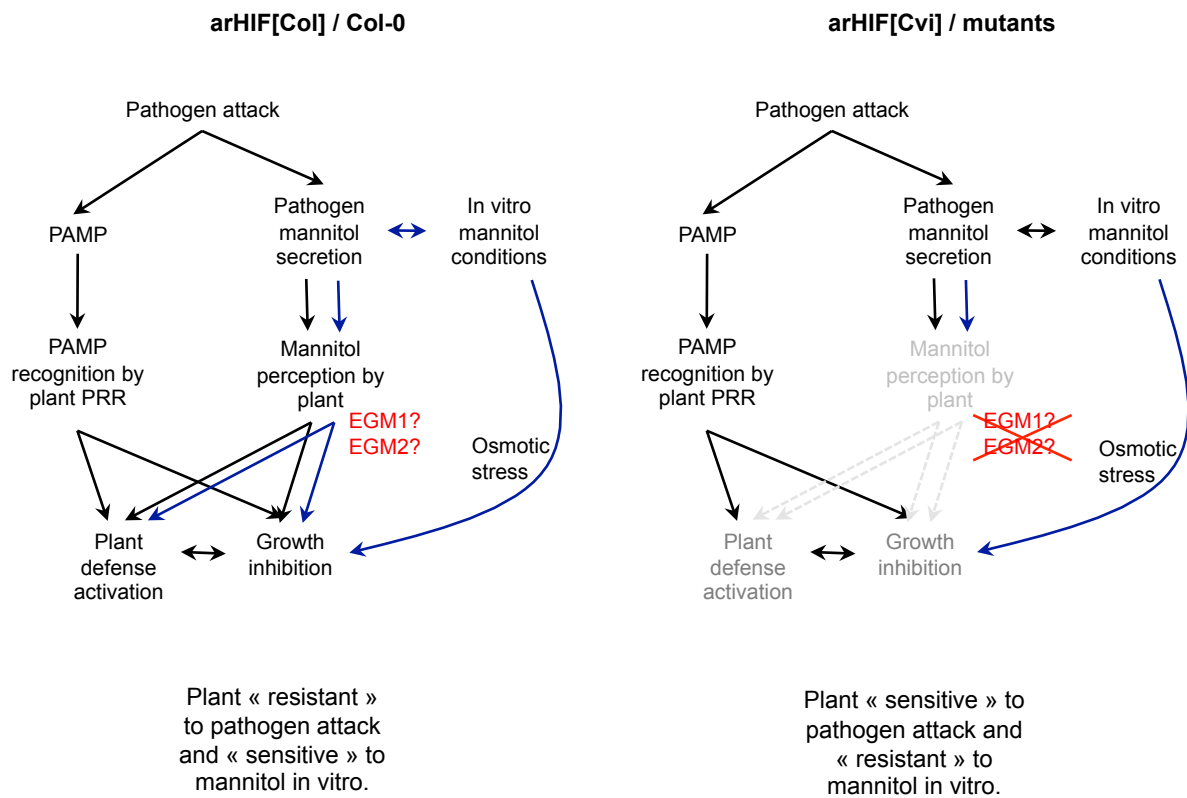 arHIF[Col] / Col-0
Pathogen attack
PAMP
Pathogen
mannitol
secretion
In vitro
mannitol
conditions
PAMP
recognition by
plant PRR
Mannitol
perception by
plant
EGM1?
EGM2?
Osmotic
stress
Plant
defense
activation
Growth
inhibition
Plant « resistant »
to pathogen attack
and « sensitive » to
mannitol in vitro.
arHIF[Cvi] / mutants
Pathogen attack
PAMP
Pathogen
mannitol
secretion
In vitro
mannitol
conditions
PAMP
recognition by
plant PRR
Mannitol
perception by
plant
EGM1?
EGM2?
Osmotic
stress
Plant
defense
activation
Growth
inhibition
Plant « sensitive » to
pathogen attack and
« resistant » to
mannitol in vitro.